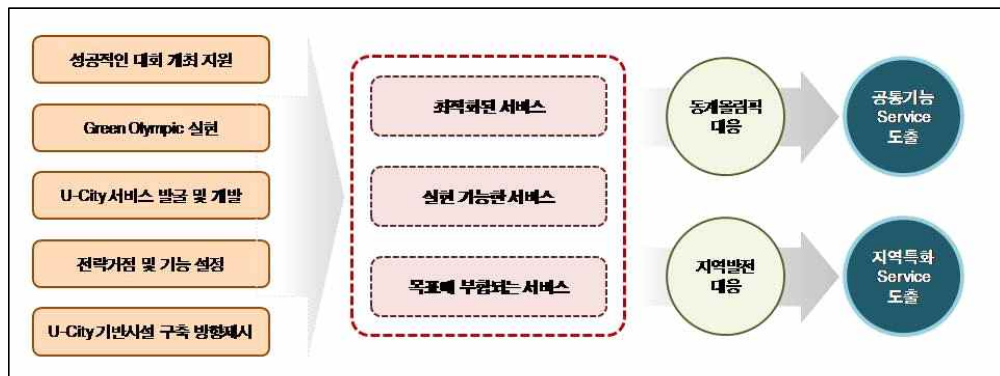 성공적인 대회 개최 지원
Green Olympic 실현
U-City 서비스 발굴 및 개발
전략거점 및 기능 설정
U-City 기반시설 구축 방향제시
최적화된 서비스
실현 가능한 서비스
목표에 부합되는 서비스
동계올림픽
대응
지역발전
대응
공통기능
Service
도출
지역특화
Service
도출